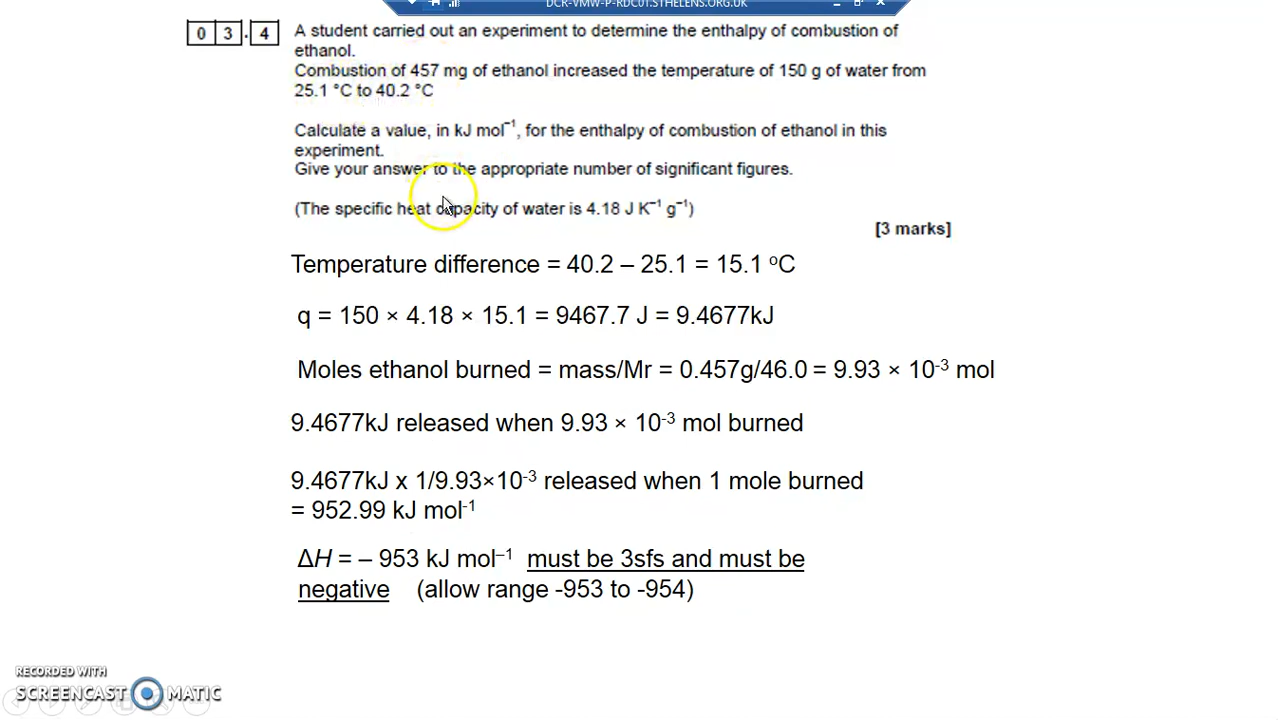 DCR-VMW-P-RDC01.STHELENS.ORG.UK
0 3 . 4 A student carried out an experiment to determine the enthalpy of combustion of
ethanol.
Combustion of 457 mg of ethanol increased the temperature of 150 g of water from
25.1 °C to 40.2 °C
Calculate a value, in kJ mol⁻¹, for the enthalpy of combustion of ethanol in this
experiment.
Give your answer to the appropriate number of significant figures.
(The specific heat capacity of water is 4.18 J K⁻¹ g⁻¹)
[3 marks]
Temperature difference = 40.2 – 25.1 = 15.1 ºC
q = 150 × 4.18 × 15.1 = 9467.7 J = 9.4677kJ
Moles ethanol burned = mass/Mr = 0.457g/46.0 = 9.93 × 10⁻³ mol
9.4677kJ released when 9.93 × 10⁻³ mol burned
9.4677kJ x 1/9.93×10⁻³ released when 1 mole burned
= 952.99 kJ mol⁻¹
ΔH = – 953 kJ mol⁻¹ must be 3sfs and must be
negative (allow range -953 to -954)
RECORDED WITH
SCREENCAST MATIC